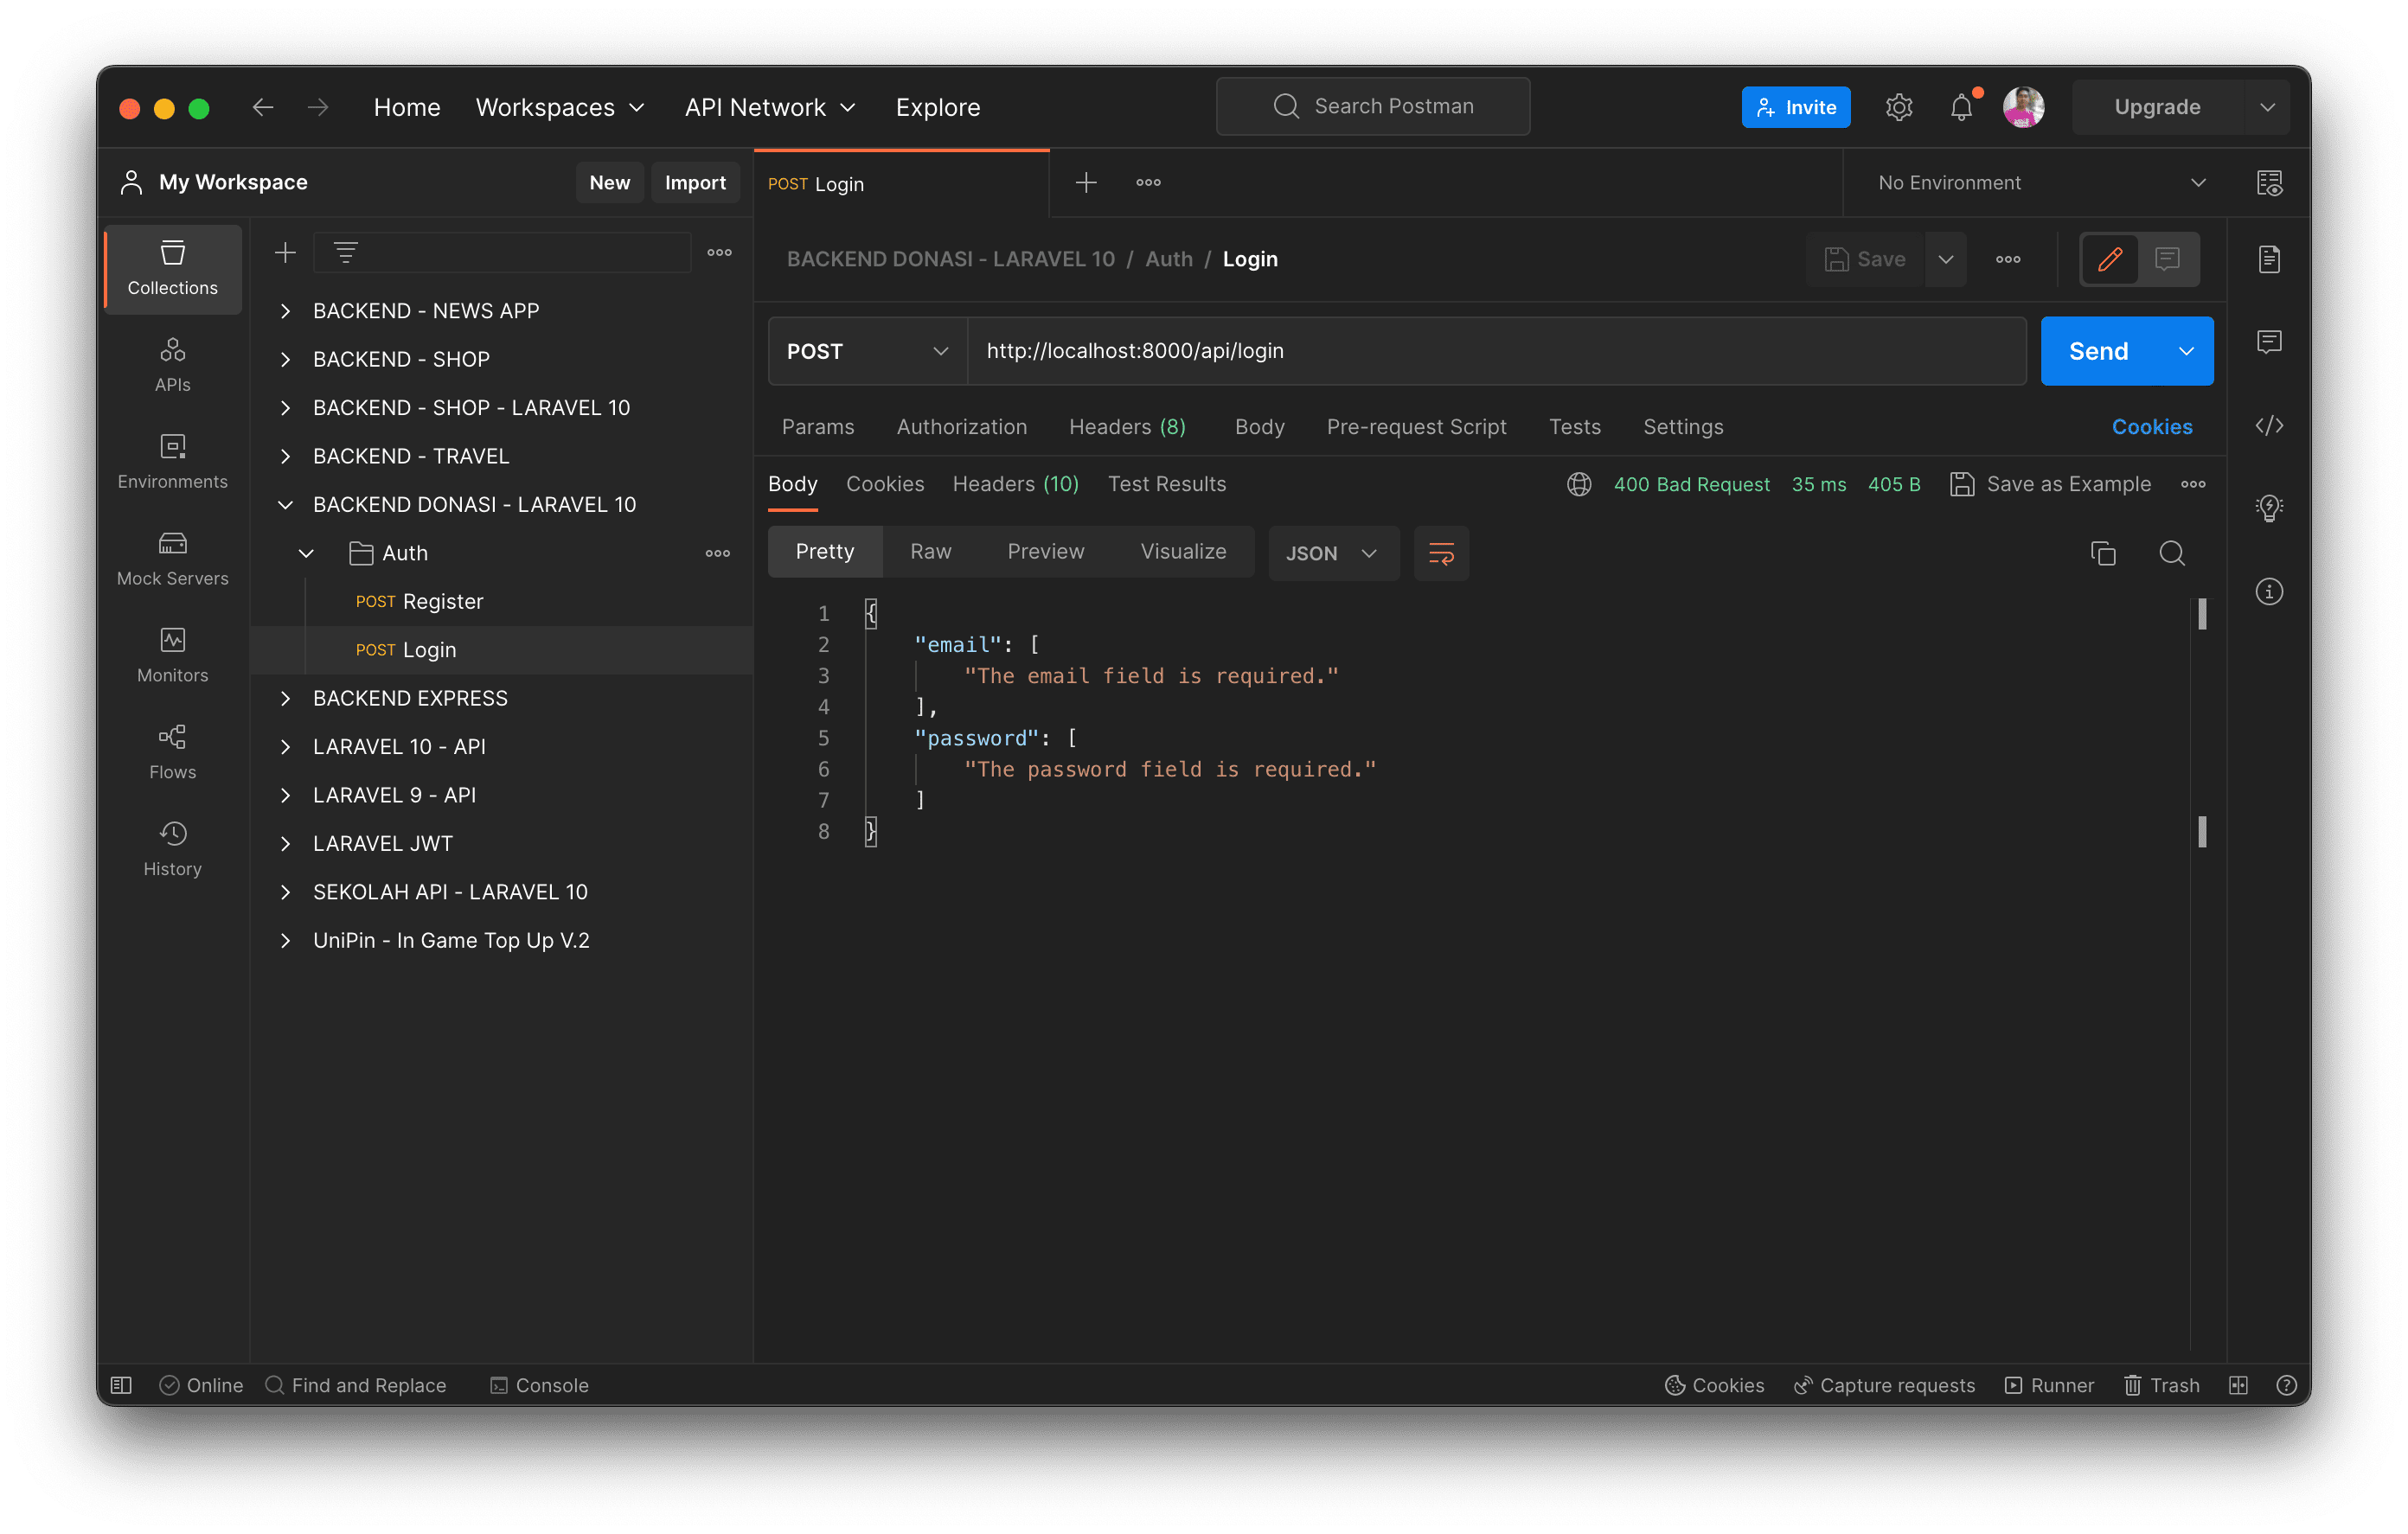 Home Workspaces API Network Explore Search Postman Invite Upgrade
My Workspace New Import POST Login No Environment
Collections
APIs
Environments
Mock Servers
Monitors
Flows
History
BACKEND - NEWS APP
BACKEND - SHOP
BACKEND - SHOP - LARAVEL 10
BACKEND - TRAVEL
BACKEND DONASI - LARAVEL 10
Auth
POST Register
POST Login
BACKEND EXPRESS
LARAVEL 10 - API
LARAVEL 9 - API
LARAVEL JWT
SEKOLAH API - LARAVEL 10
UniPin - In Game Top Up V.2
BACKEND DONASI - LARAVEL 10 / Auth / Login Save
POST http://localhost:8000/api/login Send
Params Authorization Headers (8) Body Pre-request Script Tests Settings Cookies
Body Cookies Headers (10) Test Results 400 Bad Request 35 ms 405 B Save as Example
Pretty Raw Preview Visualize JSON
1 {
2 "email": [
3 "The email field is required."
4 ],
5 "password": [
6 "The password field is required."
7 ]
8 }
Online Find and Replace Console Cookies Capture requests Runner Trash